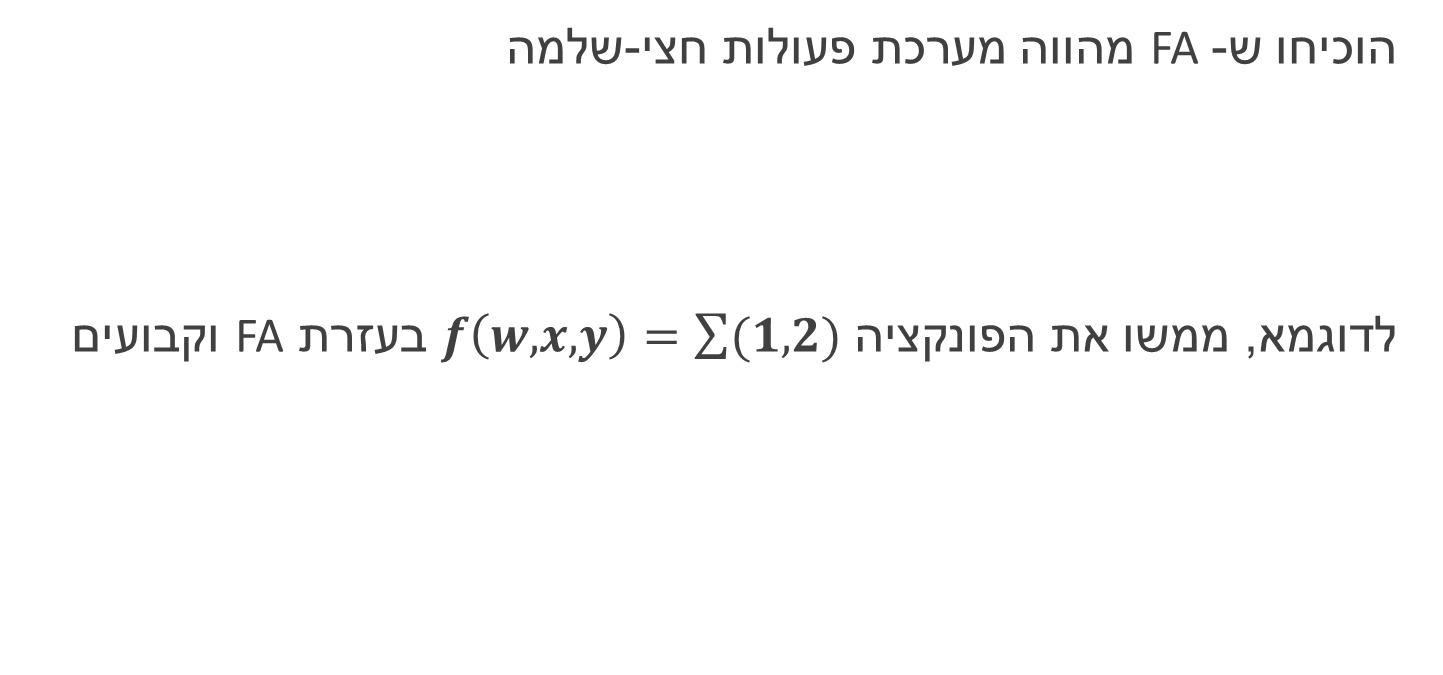 הוכיחו ש- FA מהווה מערכת פעולות חצי-שלמה
לדוגמא, ממשו את הפונקציה f(w,x,y) = ∑(1,2) בעזרת FA וקבועים